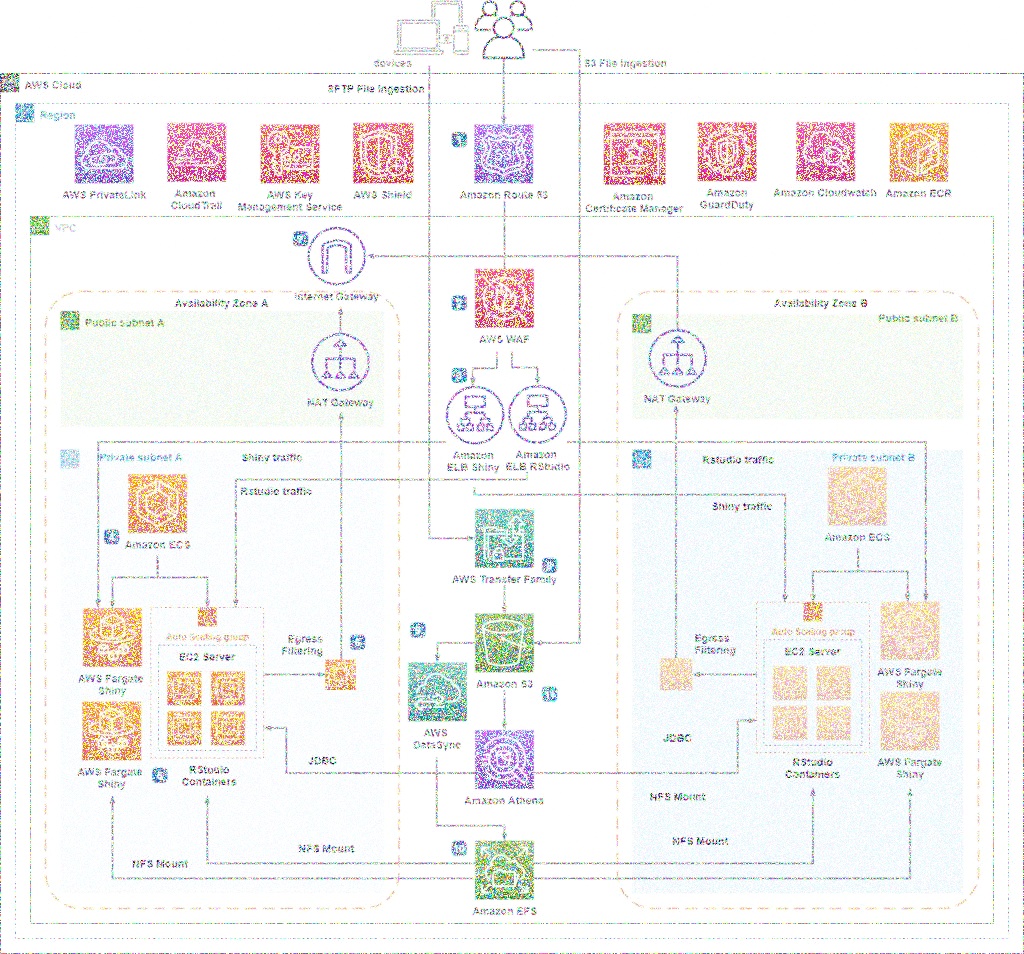 devices
S3 File Ingestion
AWS Cloud
SFTP File Ingestion
Region
AWS PrivateLink
Amazon
CloudTrail
AWS Key
Management Service
AWS Shield
Amazon Route 53
Amazon
Certificate Manager
Amazon
GuardDuty
Amazon Cloudwatch
Amazon ECR
VPC
Internet Gateway
Availability Zone A
Availability Zone B
Public subnet A
Public subnet B
AWS WAF
NAT Gateway
NAT Gateway
Amazon
ELB Shiny
Amazon
ELB RStudio
Private subnet A
Shiny traffic
Rstudio traffic
Private subnet B
Rstudio traffic
Shiny traffic
Amazon ECS
Amazon ECS
AWS Transfer Family
Auto Scaling group
EC2 Server
Egress
Filtering
Egress
Filtering
Auto Scaling group
EC2 Server
AWS Fargate
Shiny
Amazon S3
AWS Fargate
Shiny
AWS
DataSync
JDBC
JDBC
AWS Fargate
Shiny
RStudio
Containers
RStudio
Containers
AWS Fargate
Shiny
Amazon Athena
NFS Mount
NFS Mount
NFS Mount
NFS Mount
Amazon EFS